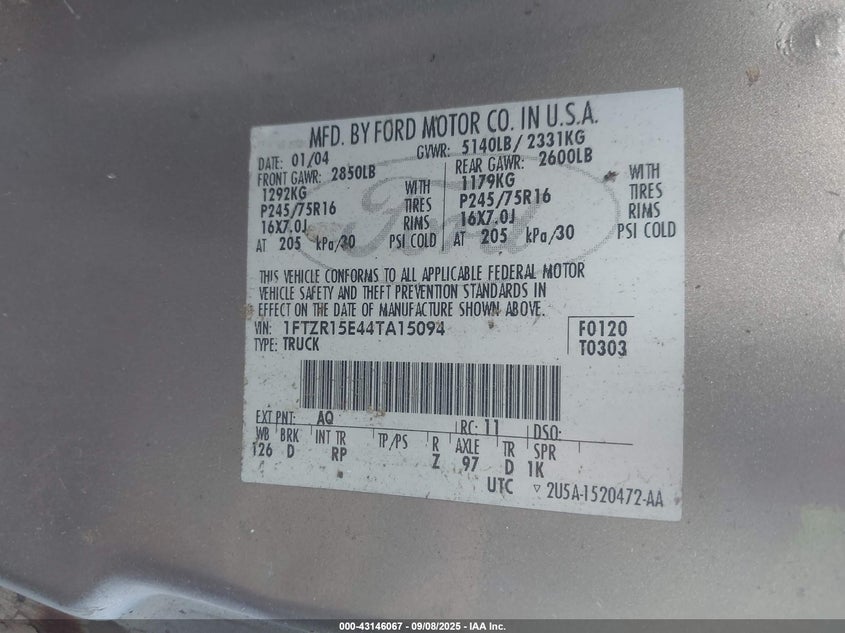 MFD. BY FORD MOTOR CO. IN U.S.A.
DATE: 01/04 GVWR: 5140LB / 2331KG
FRONT GAWR: 2850LB REAR GAWR: 2600LB
1292KG WITH 1179KG WITH
P245/75R16 TIRES P245/75R16 TIRES
16X7.0J RIMS 16X7.0J RIMS
AT 205 kPa/30 PSI COLD AT 205 kPa/30 PSI COLD
Ford
THIS VEHICLE CONFORMS TO ALL APPLICABLE FEDERAL MOTOR
VEHICLE SAFETY AND THEFT PREVENTION STANDARDS IN
EFFECT ON THE DATE OF MANUFACTURE SHOWN ABOVE.
VIN: 1FTZR15E44TA15094 F0120
TYPE: TRUCK T0303
EXT PNT: AQ RC: 11 DSO:
WB BRK INT TR TP/PS R AXLE TR SPR
126 D RP Z 97 D 1K
UTC ▽ 2U5A-1520472-AA
000-43146067 - 09/08/2025 - IAA Inc.